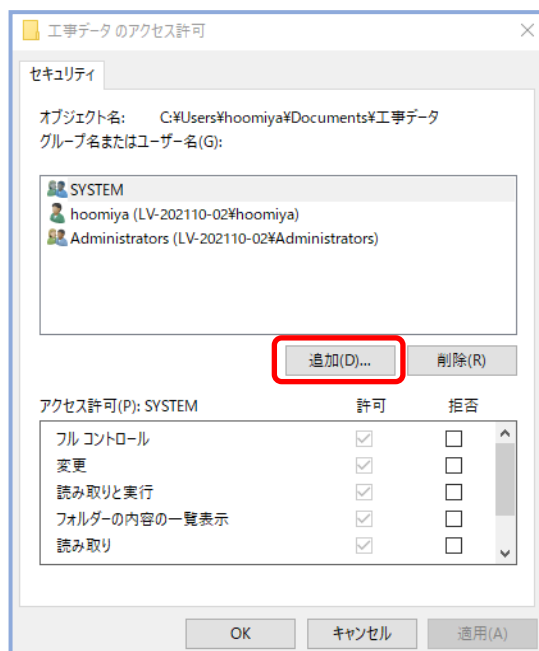 工事データ のアクセス許可
セキュリティ
オブジェクト名: C:¥Users¥hoomiya¥Documents¥工事データ
グループ名またはユーザー名(G):
SYSTEM
hoomiya (LV-202110-02¥hoomiya)
Administrators (LV-202110-02¥Administrators)
追加(D)... 削除(R)
アクセス許可(P): SYSTEM 許可 拒否
フル コントロール
変更
読み取りと実行
フォルダーの内容の一覧表示
読み取り
OK キャンセル 適用(A)